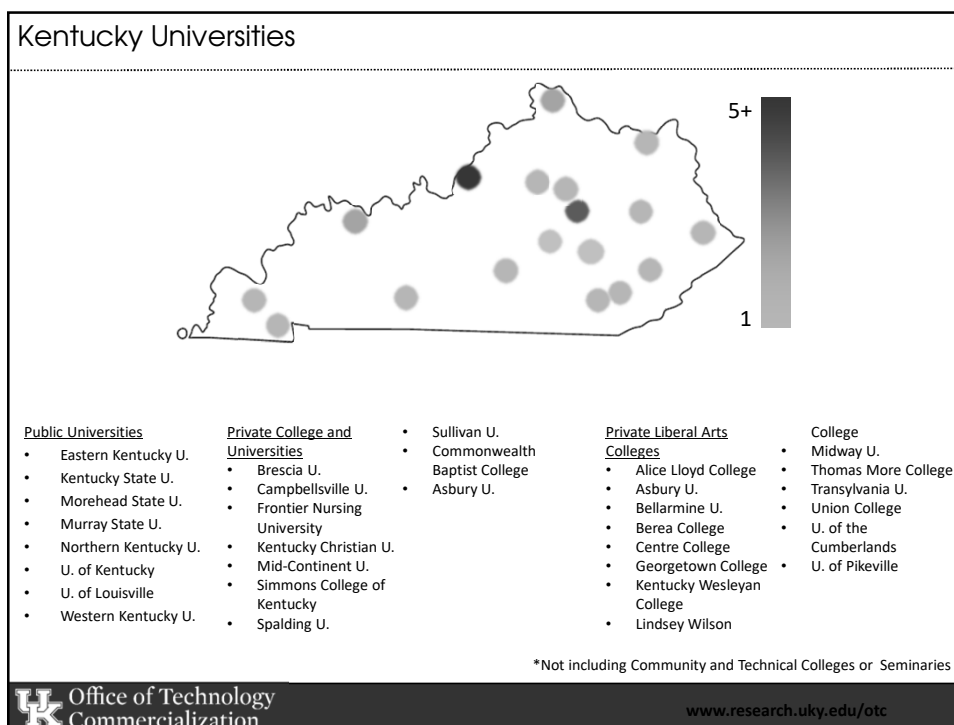 Kentucky Universities
5+
1
Public Universities
• Eastern Kentucky U.
• Kentucky State U.
• Morehead State U.
• Murray State U.
• Northern Kentucky U.
• U. of Kentucky
• U. of Louisville
• Western Kentucky U.
Private College and
Universities
• Brescia U.
• Campbellsville U.
• Frontier Nursing
University
• Kentucky Christian U.
• Mid-Continent U.
• Simmons College of
Kentucky
• Spalding U.
• Sullivan U.
• Commonwealth
Baptist College
• Asbury U.
Private Liberal Arts
Colleges
• Alice Lloyd College
• Asbury U.
• Bellarmine U.
• Berea College
• Centre College
• Georgetown College
• Kentucky Wesleyan
College
• Lindsey Wilson
College
• Midway U.
• Thomas More College
• Transylvania U.
• Union College
• U. of the
Cumberlands
• U. of Pikeville
*Not including Community and Technical Colleges or Seminaries
UK
Office of Technology
Commercialization
www.research.uky.edu/otc